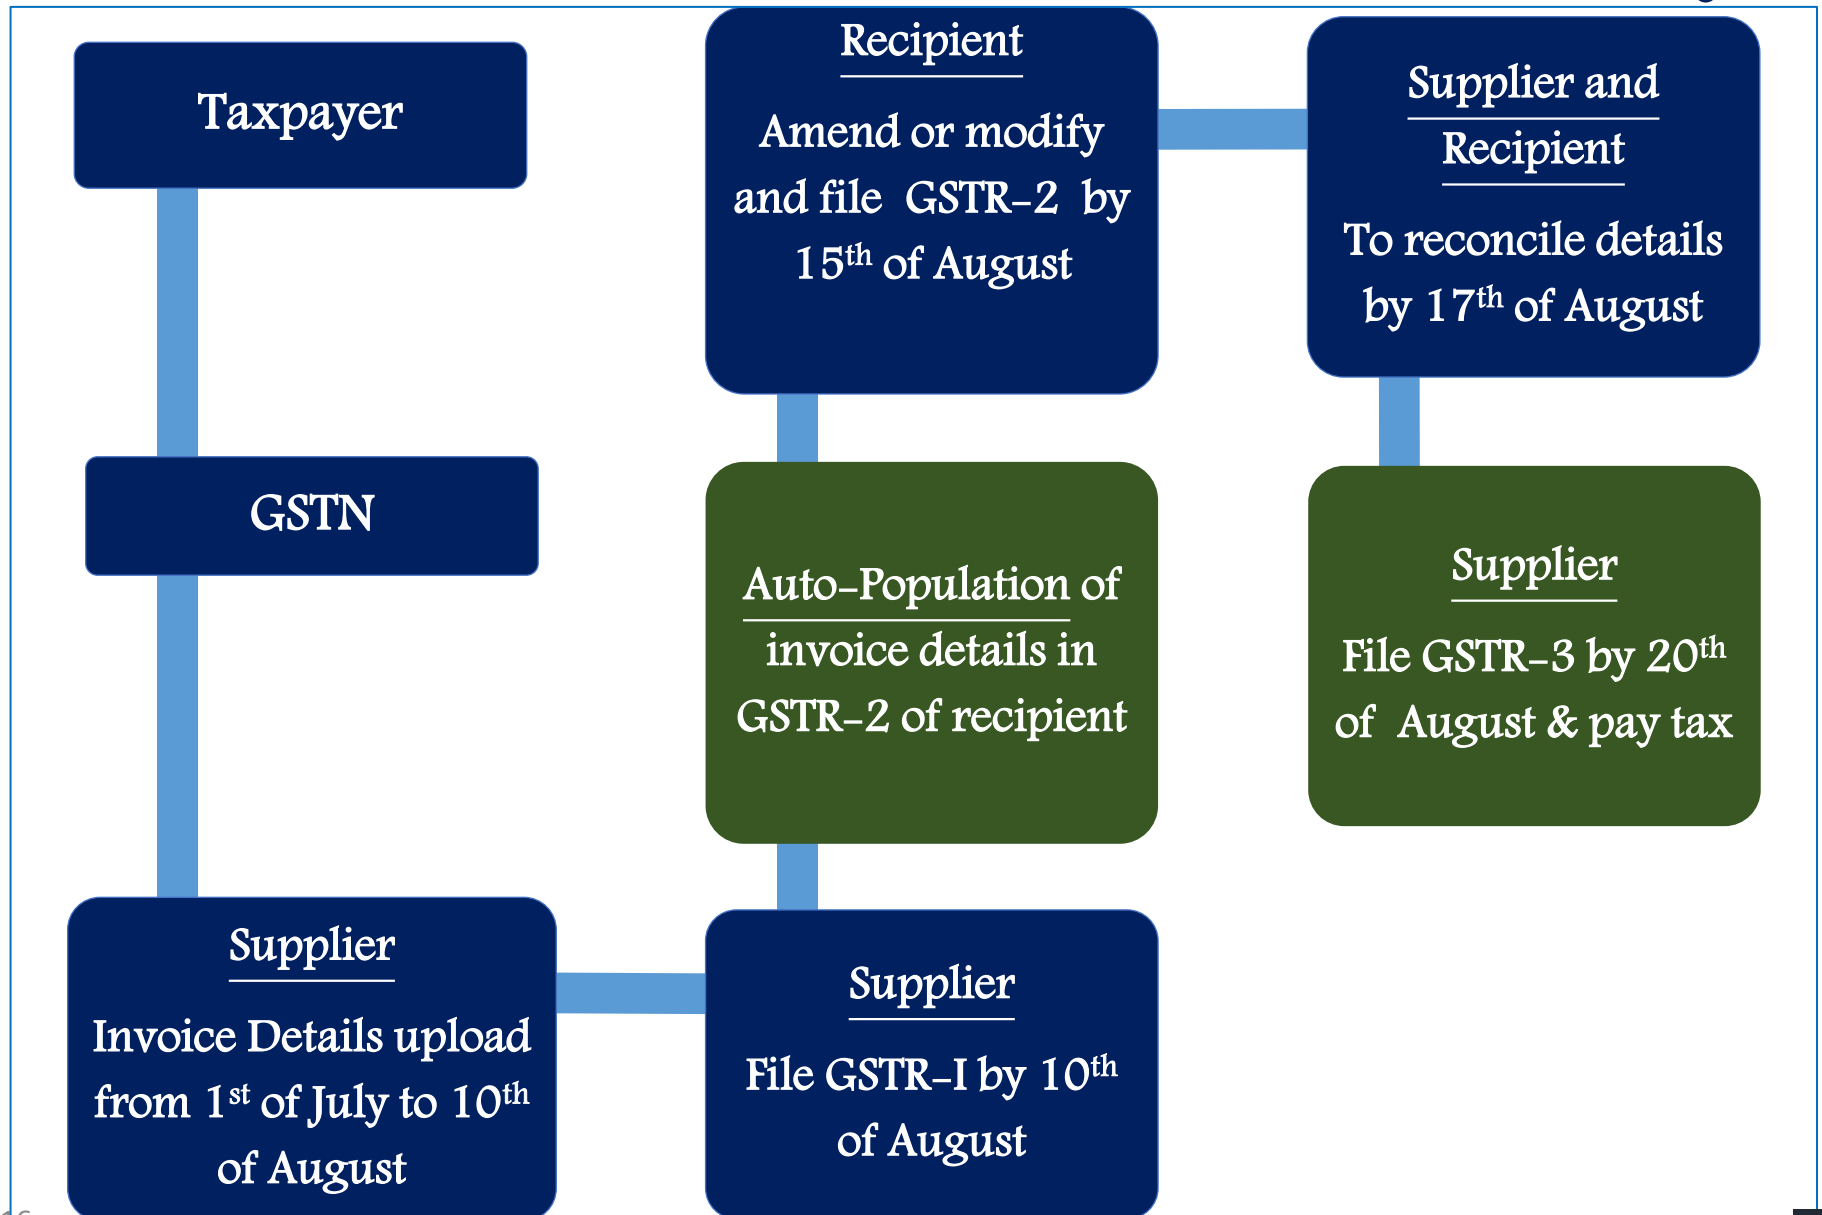 Taxpayer
GSTN
Supplier
Invoice Details upload
from 1st of July to 10th
of August
Supplier
File GSTR-I by 10th
of August
Auto-Population of
invoice details in
GSTR-2 of recipient
Recipient
Amend or modify
and file GSTR-2 by
15th of August
Supplier and
Recipient
To reconcile details
by 17th of August
Supplier
File GSTR-3 by 20th
of August & pay tax